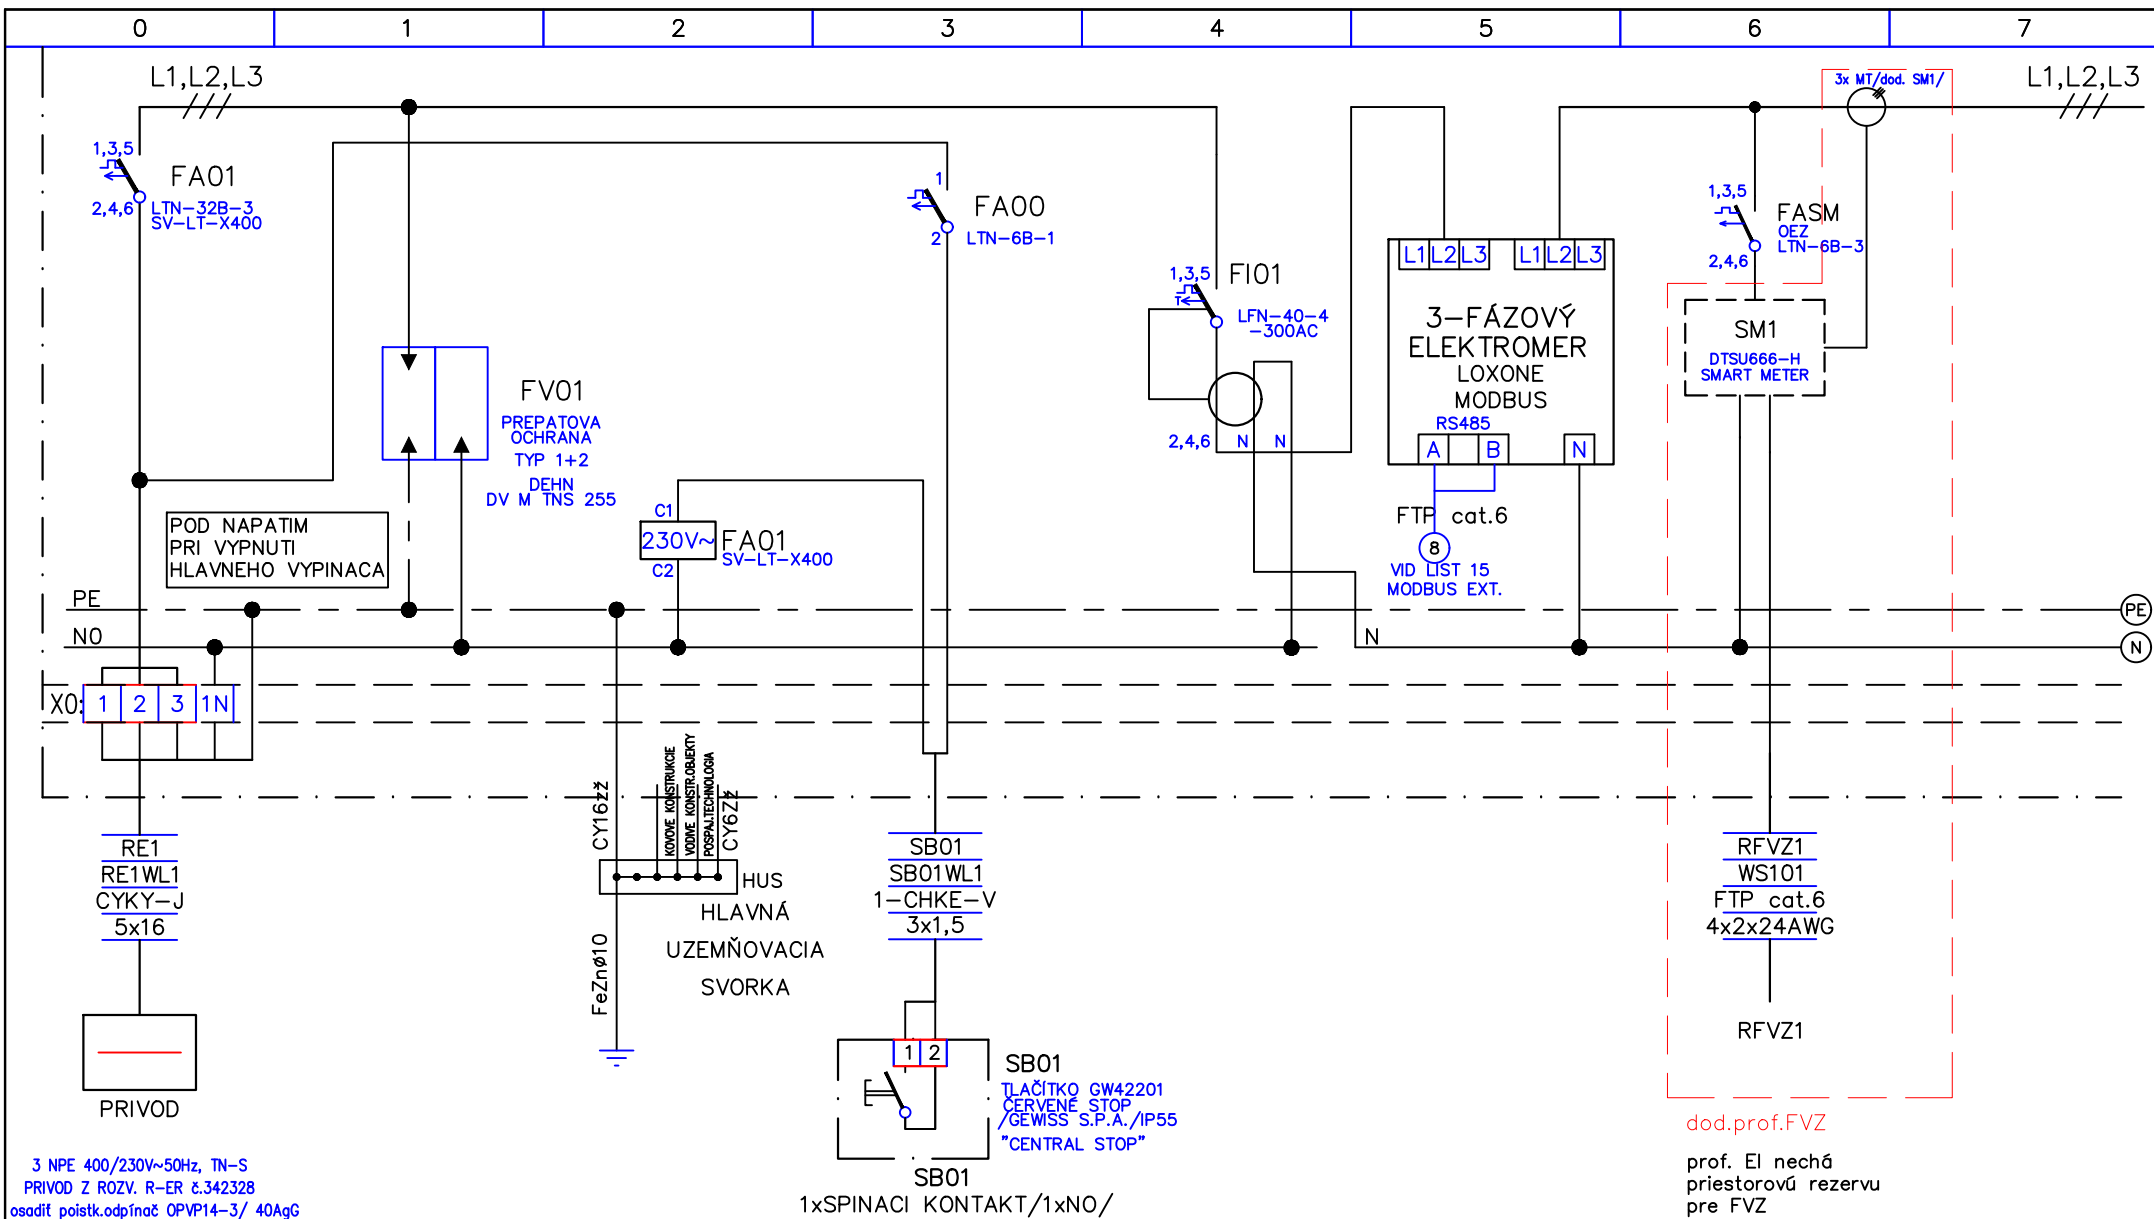 0 1 2 3 4 5 6 7
L1,L2,L3
3x MT/dod. SM1/
L1,L2,L3
1,3,5
FA01
2,4,6
LTN-32B-3
SV-LT-X400
1
FA00
2
LTN-6B-1
1,3,5
FASM
OEZ
LTN-6B-3
2,4,6
1,3,5
FI01
LFN-40-4
-300AC
2,4,6 N N
L1 L2 L3 L1 L2 L3
3-FÁZOVÝ
ELEKTROMER
LOXONE
MODBUS
RS485
A B N
FTP cat.6
8
VID LIST 15
MODBUS EXT.
SM1
DTSU666-H
SMART METER
FV01
PREPATOVA
OCHRANA
TYP 1+2
DEHN
DV M TNS 255
C1
230V~
FA01
SV-LT-X400
C2
POD NAPATIM
PRI VYPNUTI
HLAVNEHO VYPINACA
PE
PE
N0
N
N
X0:
1 2 3 1N
CY16zž
KOVOVE KONSTRUKCIE
VODIVE KONSTR.OBJEKTY
POSPAJ.TECHNOLOGIA
CY6Zž
RE1
RE1WL1
CYKY-J
5x16
HUS
HLAVNÁ
UZEMŇOVACIA
SVORKA
FeZnø10
SB01
SB01WL1
1-CHKE-V
3x1,5
RFVZ1
WS101
FTP cat.6
4x2x24AWG
RFVZ1
PRIVOD
1 2
SB01
TLAČÍTKO GW42201
ČERVENÉ STOP
/GEWISS S.P.A./IP55
"CENTRAL STOP"
SB01
1xSPINACI KONTAKT/1xNO/
dod.prof.FVZ
prof. El nechá
priestorovú rezervu
pre FVZ
3 NPE 400/230V~50Hz, TN-S
PRIVOD Z ROZV. R-ER č.342328
osadiť poistk.odpínač OPVP14-3/ 40AgG